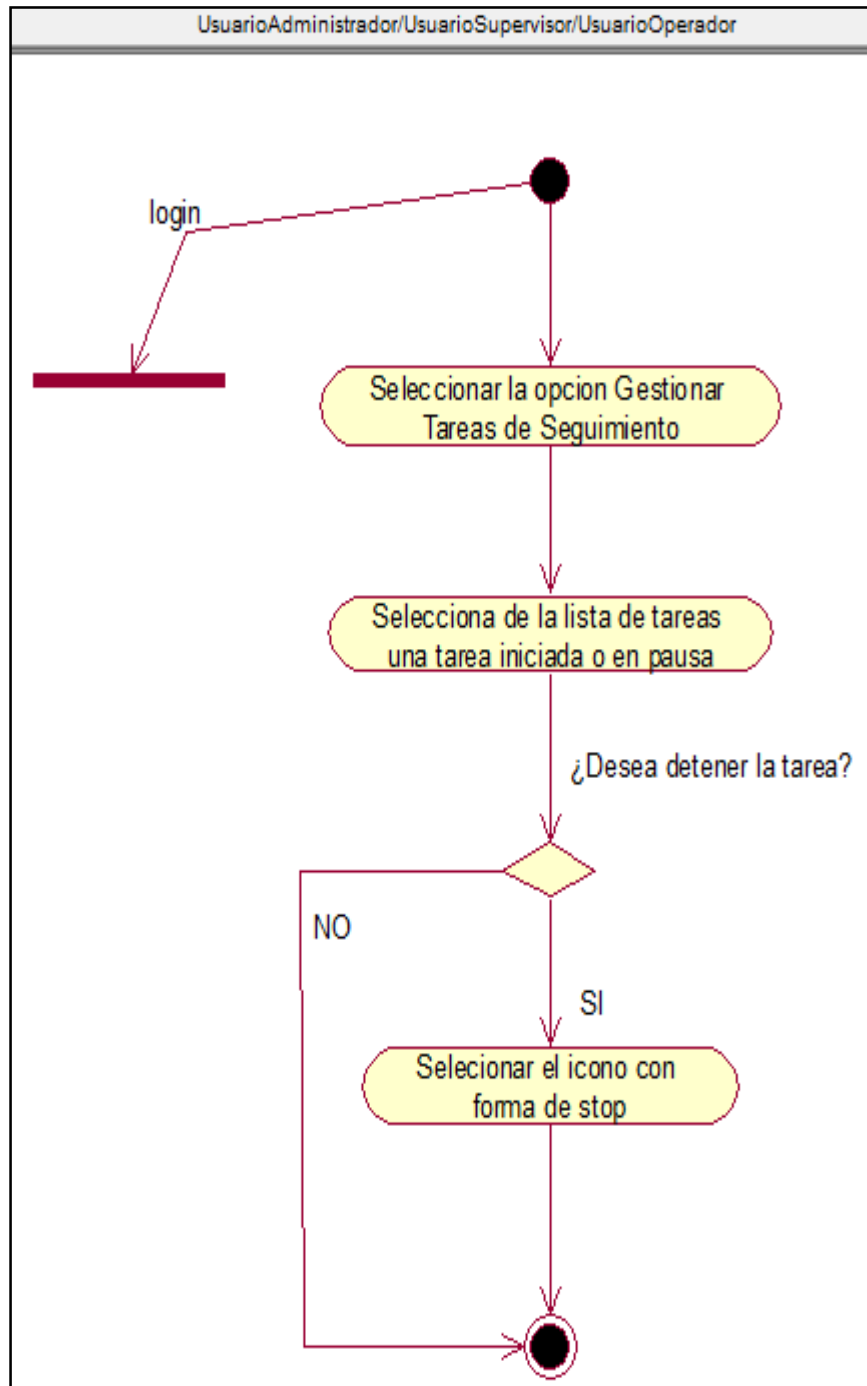 UsuarioAdministrador/UsuarioSupervisor/UsuarioOperador
login
Seleccionar la opcion Gestionar
Tareas de Seguimiento
Selecciona de la lista de tareas
una tarea iniciada o en pausa
¿Desea detener la tarea?
NO
SI
Selecionar el icono con
forma de stop